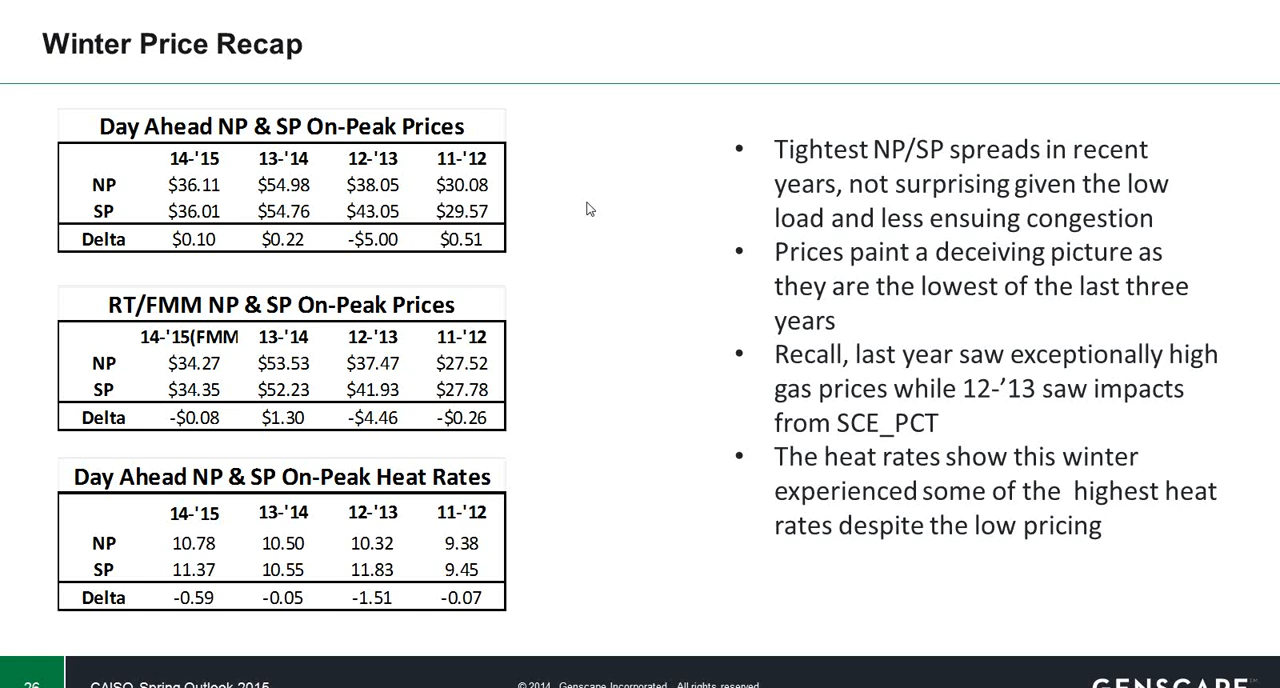 Winter Price Recap
Day Ahead NP & SP On-Peak Prices
14-'15 13-'14 12-'13 11-'12
NP $36.11 $54.98 $38.05 $30.08
SP $36.01 $54.76 $43.05 $29.57
Delta $0.10 $0.22 -$5.00 $0.51
RT/FMM NP & SP On-Peak Prices
14-'15(FMM 13-'14 12-'13 11-'12
NP $34.27 $53.53 $37.47 $27.52
SP $34.35 $52.23 $41.93 $27.78
Delta -$0.08 $1.30 -$4.46 -$0.26
Day Ahead NP & SP On-Peak Heat Rates
14-'15 13-'14 12-'13 11-'12
NP 10.78 10.50 10.32 9.38
SP 11.37 10.55 11.83 9.45
Delta -0.59 -0.05 -1.51 -0.07
• Tightest NP/SP spreads in recent
years, not surprising given the low
load and less ensuing congestion
• Prices paint a deceiving picture as
they are the lowest of the last three
years
• Recall, last year saw exceptionally high
gas prices while 12-’13 saw impacts
from SCE_PCT
• The heat rates show this winter
experienced some of the highest heat
rates despite the low pricing
26
CAISO Spring Outlook 2015
© 2014 Genscape Incorporated. All rights reserved
GENSCAPE™